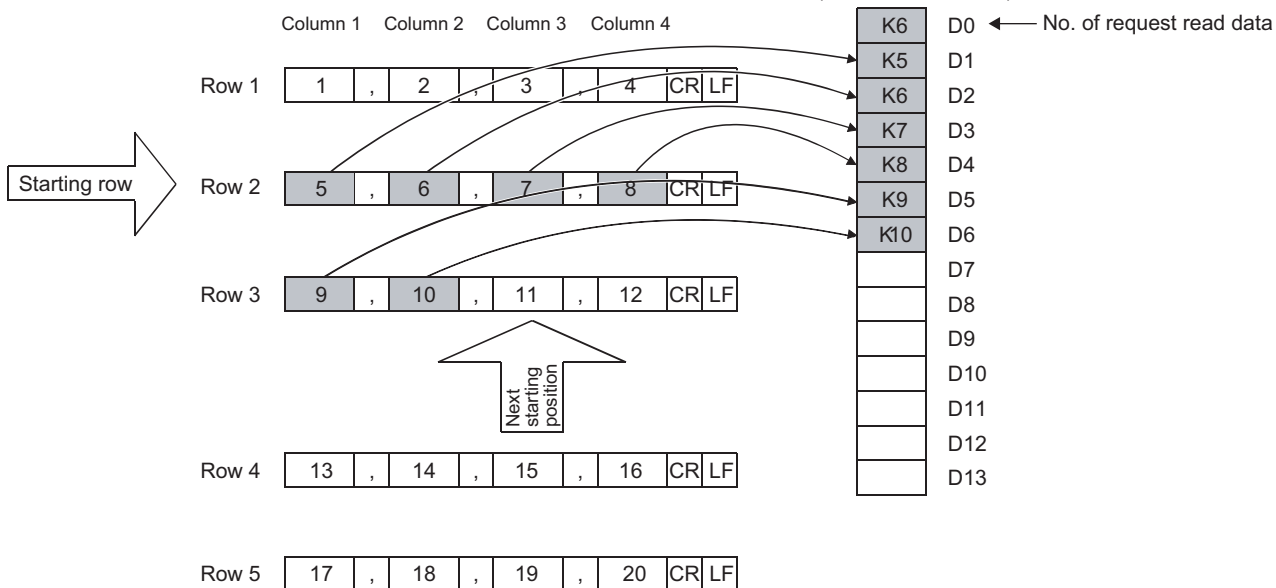 Column 1 Column 2 Column 3 Column 4
K6 D0 No. of request read data
K5 D1
Row 1 1 , 2 , 3 , 4 CR LF
K6 D2
K7 D3
K8 D4
Starting row Row 2 5 , 6 , 7 , 8 CR LF
K9 D5
K10 D6
D7
Row 3 9 , 10 , 11 , 12 CR LF
D8
D9
Next
starting
position
D10
D11
D12
Row 4 13 , 14 , 15 , 16 CR LF
D13
Row 5 17 , 18 , 19 , 20 CR LF